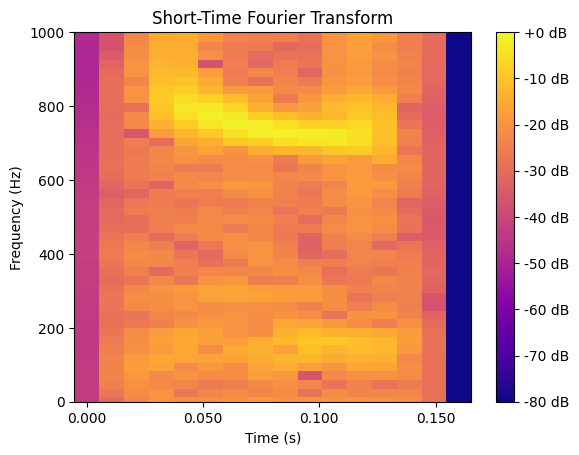 Short-Time Fourier Transform
Frequency (Hz)
1000
800
600
400
200
0
0.000
0.050
0.100
0.150
Time (s)
+0 dB
-10 dB
-20 dB
-30 dB
-40 dB
-50 dB
-60 dB
-70 dB
-80 dB